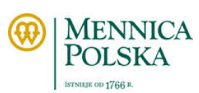 MENNICA
POLSKA
ISTNIEJE OD 1766 R.